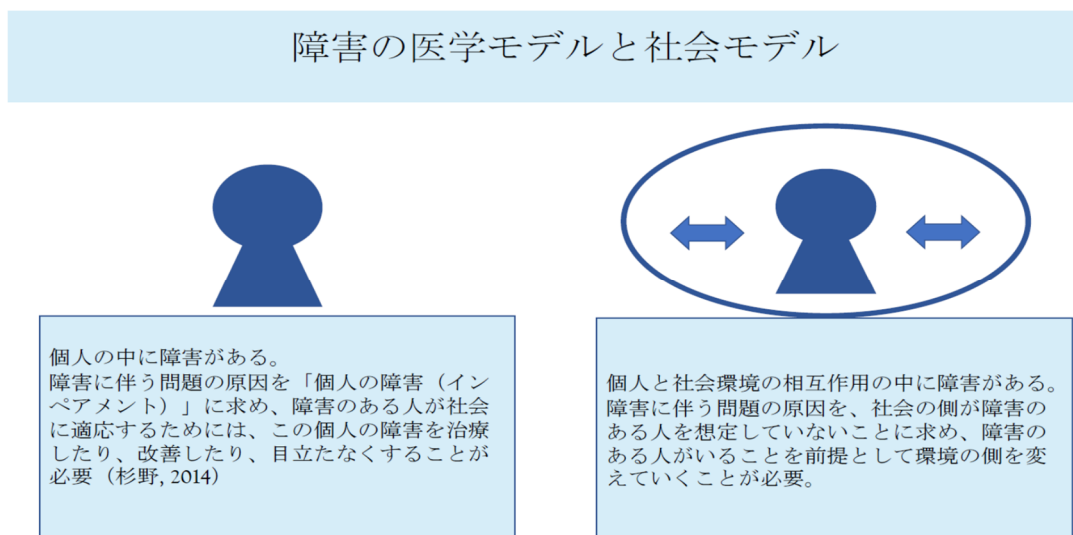 障害の医学モデルと社会モデル
個人の中に障害がある。
障害に伴う問題の原因を「個人の障害（イン
ペアメント）」に求め、障害のある人が社会
に適応するためには、この個人の障害を治療
したり、改善したり、目立たなくすることが
必要（杉野, 2014）
個人と社会環境の相互作用の中に障害がある。
障害に伴う問題の原因を、社会の側が障害の
ある人を想定していないことに求め、障害の
ある人がいることを前提として環境の側を変
えていくことが必要。